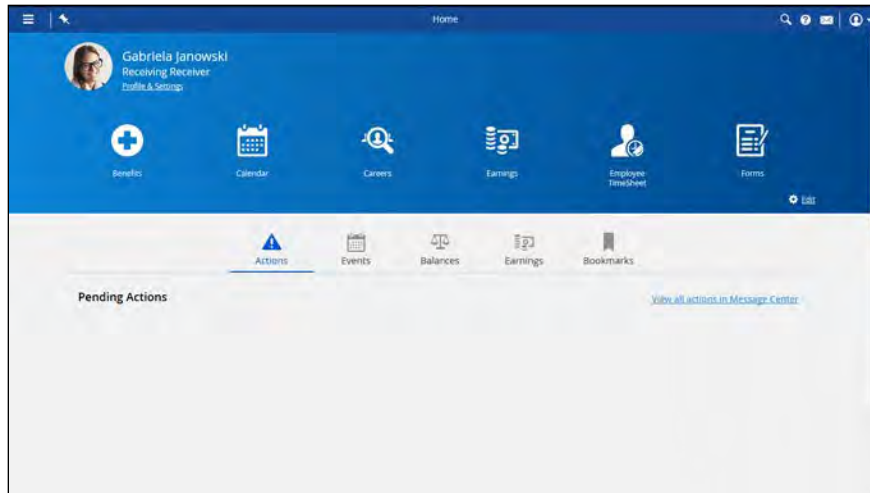 Home
Gabriela Janowski
Receiving Receiver
Profile & Settings
Benefits
Calendar
Careers
Earnings
Employee
TimeSheet
Forms
Edit
Actions
Events
Balances
Earnings
Bookmarks
Pending Actions
View all actions in Message Center